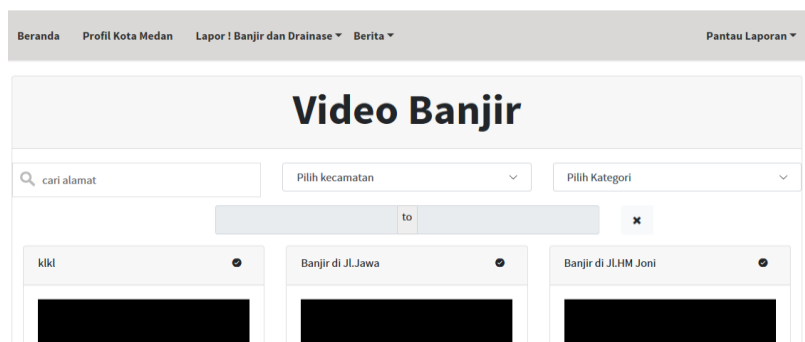 Beranda Profil Kota Medan Lapor ! Banjir dan Drainase Berita Pantau Laporan
Video Banjir
cari alamat Pilih kecamatan Pilih Kategori
to
klkl Banjir di Jl.Jawa Banjir di Jl.HM Joni